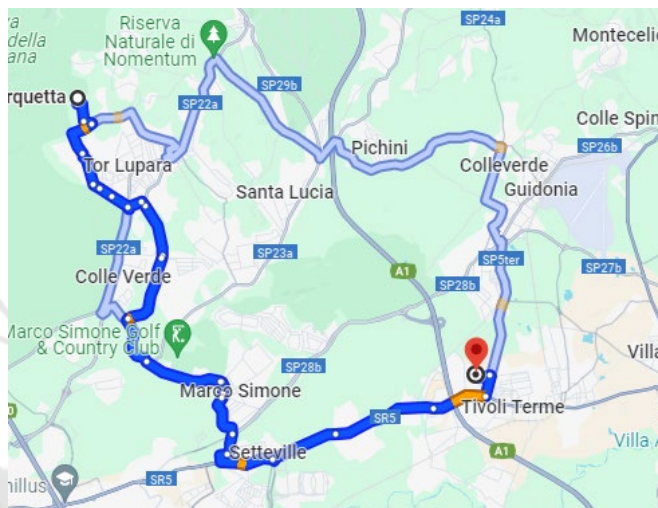 Riserva
Naturale di
Nomentum
SP24a
Montecelio
della
ana
SP29b
rquetta
SP22a
Colle Spin
Pichini
SP26b
Tor Lupara
Colleverde
Guidonia
Santa Lucia
SP22a
SP23a
SP5ter
A1
SP27b
Colle Verde
SP28b
Marco Simone Golf
& Country Club
SP28b
Villa
Marco Simone
Tivoli Terme
SR5
Villa A
Setteville
A1
SR5
nillus